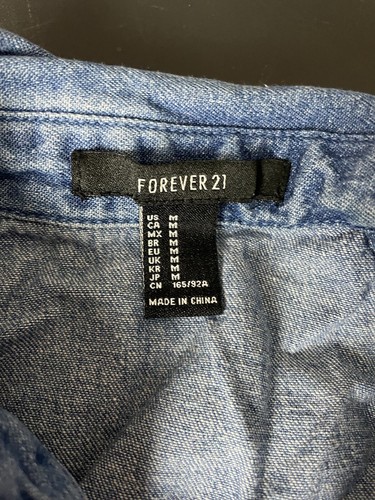 FOREVER 21
US M
CA M
MX M
BR M
EU M
UK M
KR M
JP M
CN 165/92A
MADE IN CHINA